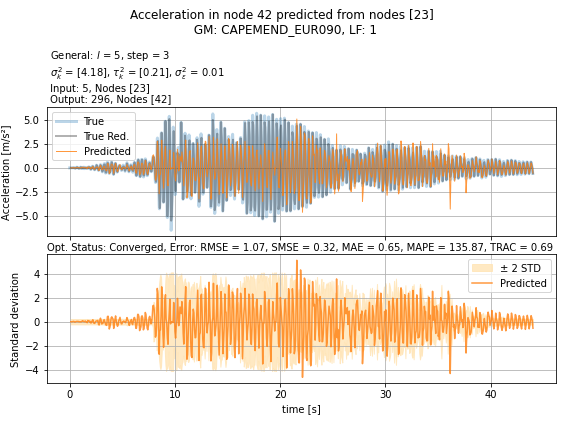 Acceleration in node 42 predicted from nodes [23]
GM: CAPEMEND_EUR090, LF: 1
General: l = 5, step = 3
σ²ₖ = [4.18], τ²ₖ = [0.21], σ²ₑ = 0.01
Input: 5, Nodes [23]
Output: 296, Nodes [42]
Acceleration [m/s²]
5.0
2.5
0.0
−2.5
−5.0
True
True Red.
Predicted
Opt. Status: Converged, Error: RMSE = 1.07, SMSE = 0.32, MAE = 0.65, MAPE = 135.87, TRAC = 0.69
Standard deviation
4
2
0
−2
−4
± 2 STD
Predicted
0
10
20
30
40
time [s]